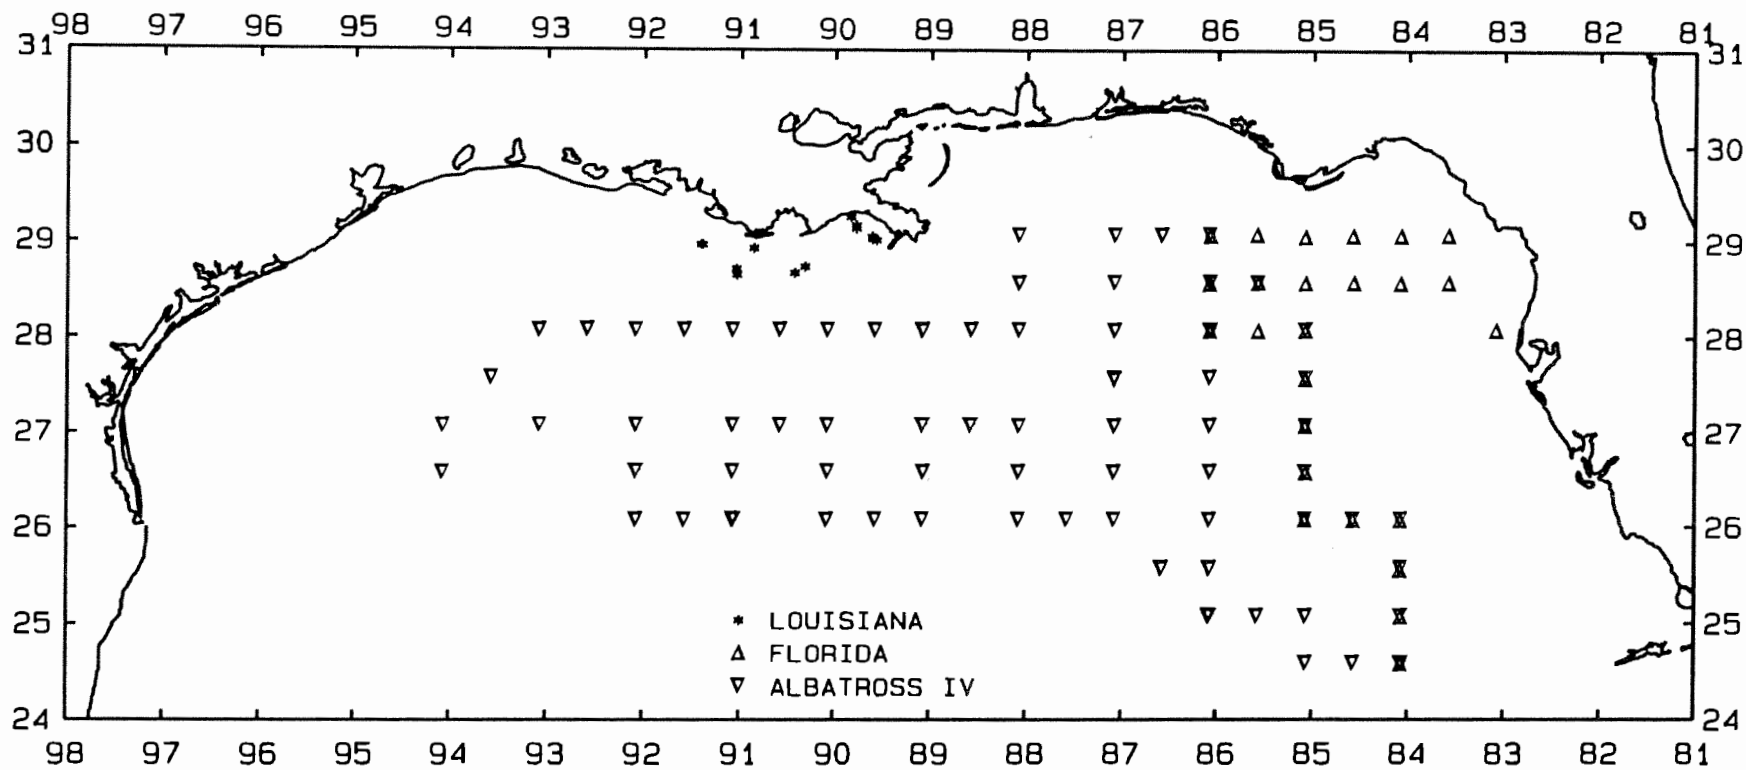 98 97 96 95 94 93 92 91 90 89 88 87 86 85 84 83 82 81
31 31
30 30
29 29
28 28
27 27
26 26
25 25
* LOUISIANA
△ FLORIDA
▽ ALBATROSS IV
24 24
98 97 96 95 94 93 92 91 90 89 88 87 86 85 84 83 82 81